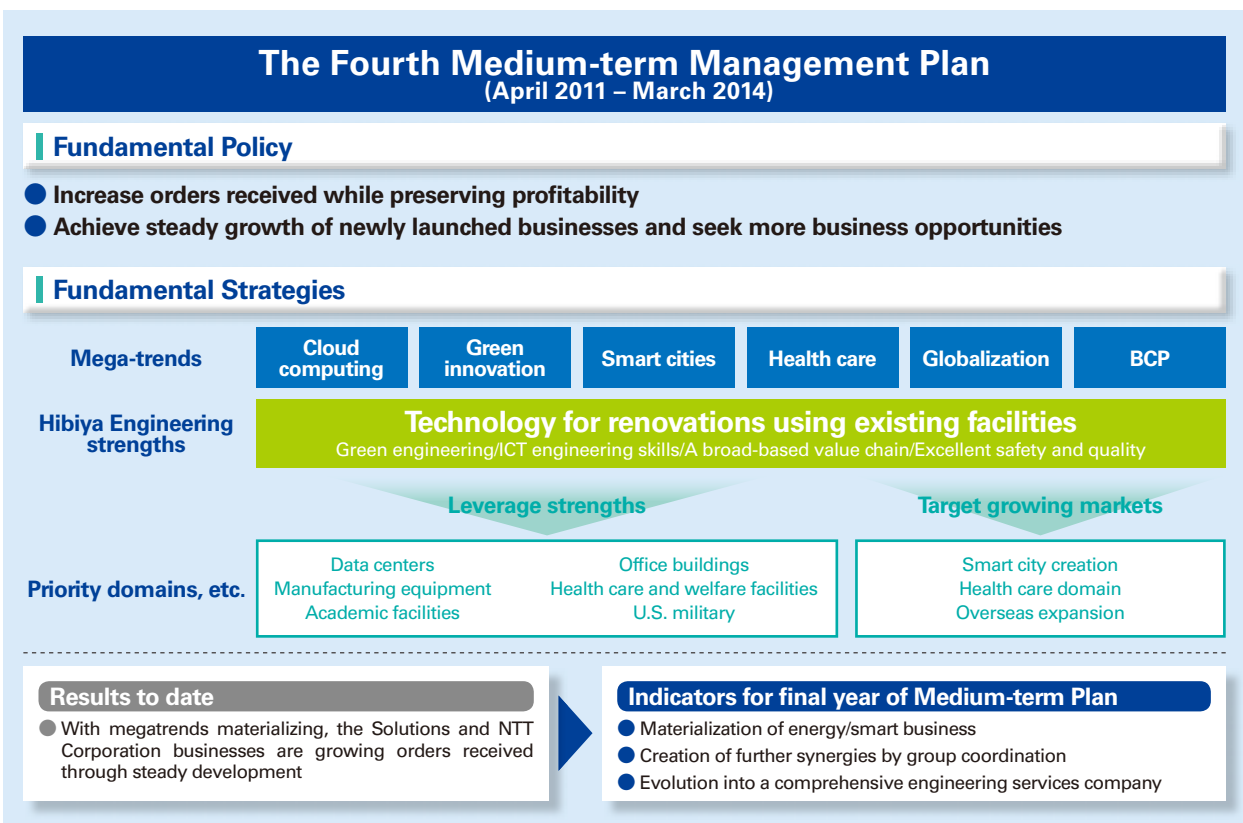 The Fourth Medium-term Management Plan
(April 2011 – March 2014)
Fundamental Policy
● Increase orders received while preserving profitability
● Achieve steady growth of newly launched businesses and seek more business opportunities
Fundamental Strategies
Mega-trends
Cloud
computing
Green
innovation
Smart cities
Health care
Globalization
BCP
Hibiya Engineering
strengths
Technology for renovations using existing facilities
Green engineering/ICT engineering skills/A broad-based value chain/Excellent safety and quality
Leverage strengths
Target growing markets
Priority domains, etc.
Data centers
Manufacturing equipment
Academic facilities
Office buildings
Health care and welfare facilities
U.S. military
Smart city creation
Health care domain
Overseas expansion
Results to date
● With megatrends materializing, the Solutions and NTT
Corporation businesses are growing orders received
through steady development
Indicators for final year of Medium-term Plan
● Materialization of energy/smart business
● Creation of further synergies by group coordination
● Evolution into a comprehensive engineering services company